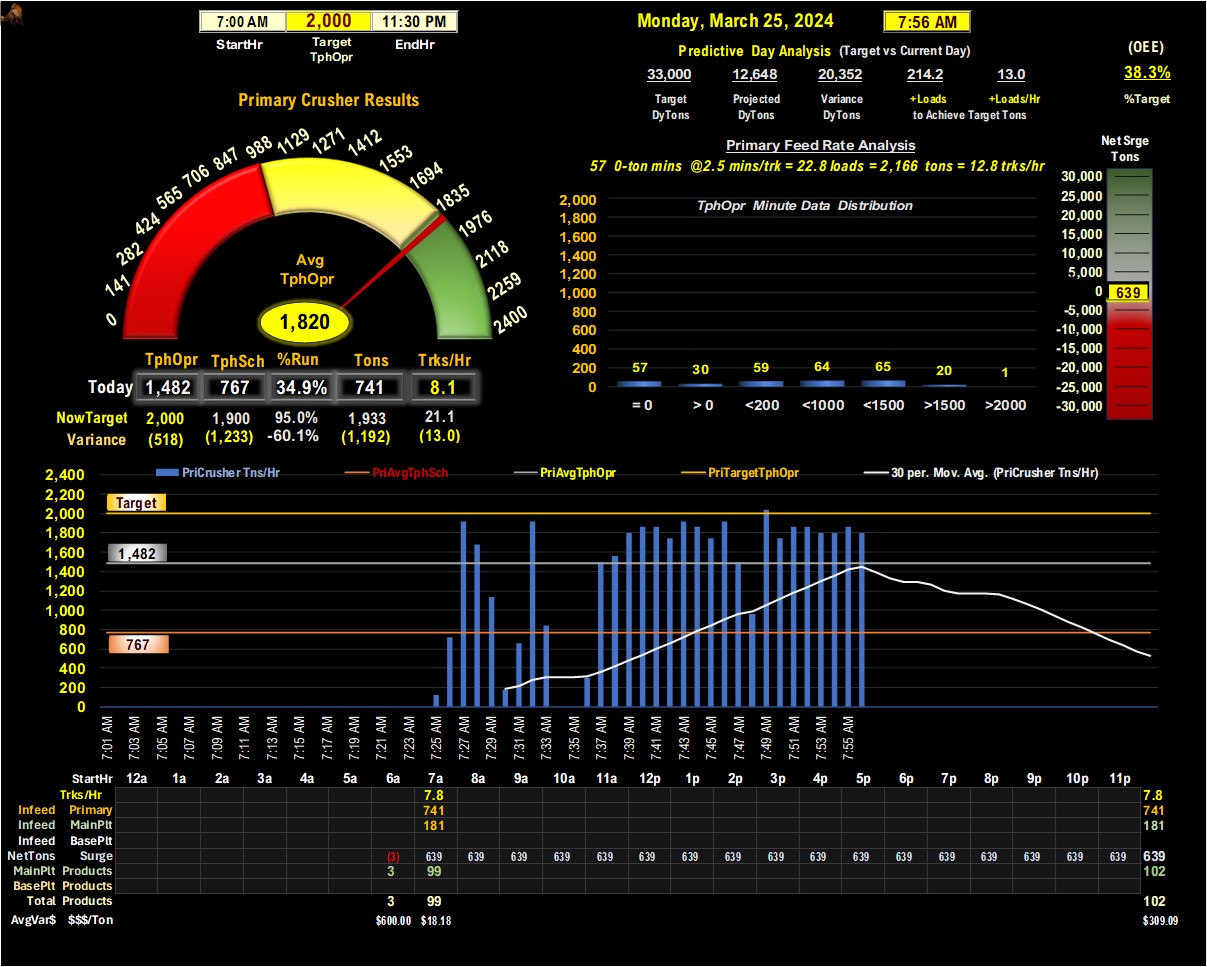 7:00 AM 2,000 11:30 PM
StartHr Target TphOpr EndHr
Monday, March 25, 2024 7:56 AM
Predictive Day Analysis (Target vs Current Day)
(OEE)
33,000 12,648 20,352 214.2 13.0
38.3%
Target Projected Variance +Loads +Loads/Hr
%Target
DyTons DyTons DyTons to Achieve Target Tons
Primary Crusher Results
Primary Feed Rate Analysis
57 0-ton mins @2.5 mins/trk = 22.8 loads = 2,166 tons = 12.8 trks/hr
Net Srge
Tons
0 141 282 424 565 706 847 988 1129 1271 1412 1553 1694 1835 1976 2118 2259 2400
Avg
TphOpr
1,820
TphOpr Minute Data Distribution
2,000
1,800
1,600
1,400
1,200
1,000
800
600
400
200
0
57 30 59 64 65 20 1
= 0 > 0 <200 <1000 <1500 >1500 >2000
30,000
25,000
20,000
15,000
10,000
5,000
0
639
-5,000
-10,000
-15,000
-20,000
-25,000
-30,000
TphOpr TphSch %Run Tons Trks/Hr
Today 1,482 767 34.9% 741 8.1
NowTarget 2,000 1,900 95.0% 1,933 21.1
Variance (518) (1,233) -60.1% (1,192) (13.0)
PriCrusher Tns/Hr PriAvgTphSch PriAvgTphOpr PriTargetTphOpr 30 per. Mov. Avg. (PriCrusher Tns/Hr)
2,400
2,200
2,000
1,800
1,600
1,400
1,200
1,000
800
600
400
200
0
Target
1,482
767
7:01 AM 7:03 AM 7:05 AM 7:07 AM 7:09 AM 7:11 AM 7:13 AM 7:15 AM 7:17 AM 7:19 AM 7:21 AM 7:23 AM 7:25 AM 7:27 AM 7:29 AM 7:31 AM 7:33 AM 7:35 AM 7:37 AM 7:39 AM 7:41 AM 7:43 AM 7:45 AM 7:47 AM 7:49 AM 7:51 AM 7:53 AM 7:55 AM
StartHr 12a 1a 2a 3a 4a 5a 6a 7a 8a 9a 10a 11a 12p 1p 2p 3p 4p 5p 6p 7p 8p 9p 10p 11p
Trks/Hr 7.8 7.8
Infeed Primary 741 741
Infeed MainPlt 181 181
Infeed BasePlt
NetTons Surge (3) 639 639 639 639 639 639 639 639 639 639 639 639 639 639 639 639 639 639
MainPlt Products 3 99 102
BasePlt Products
Total Products 3 99 102
AvgVar$ $$$/Ton $600.00 $18.18 $309.09